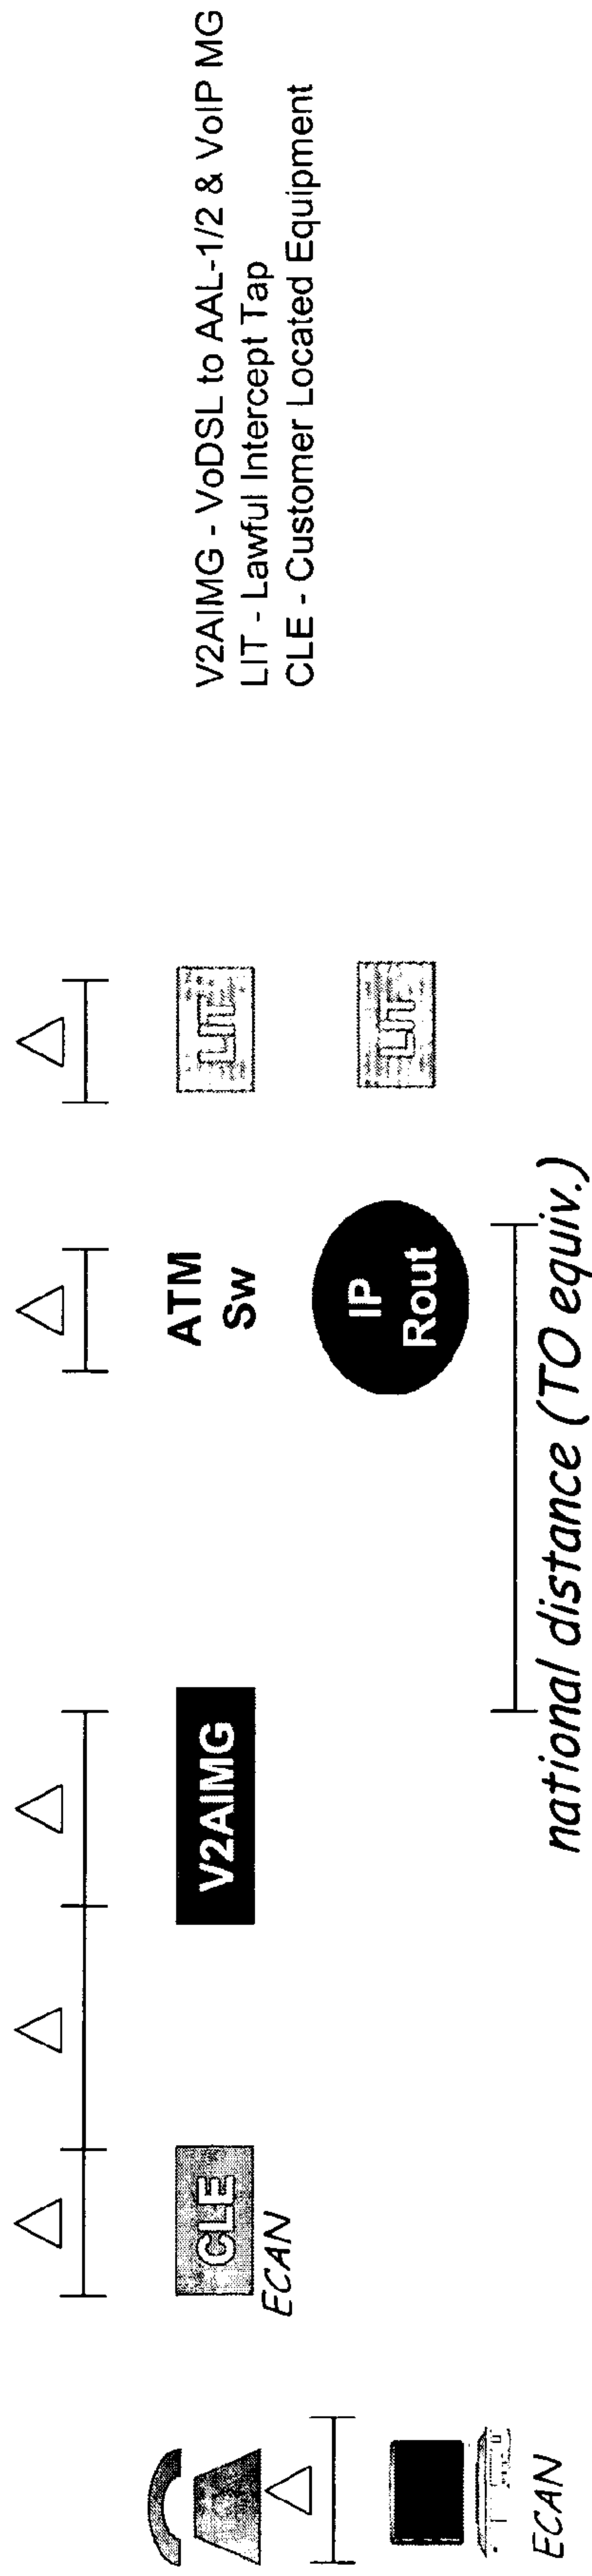 V2AIMG - VoDSL to AAL-1/2 & VoIP MG
LIT - Lawful Intercept Tap
CLE - Customer Located Equipment
Δ
Δ
Δ
Δ
Δ
CLE
ECAN
V2AIMG
ATM
Sw
LIT
Δ
ECAN
IP
Rout
LIT
national distance (TO equiv.)